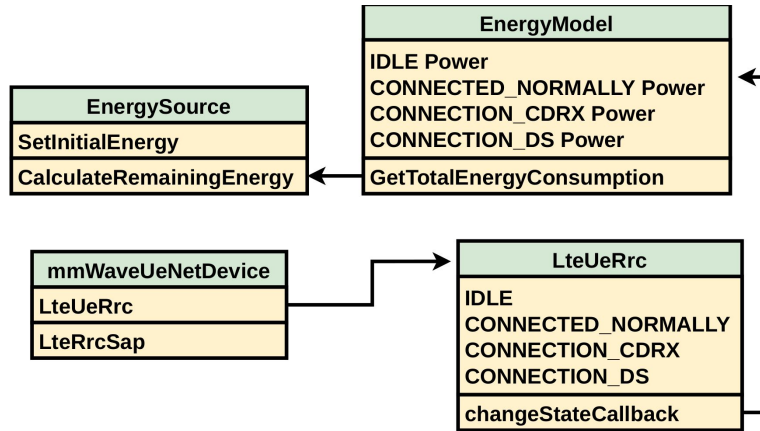 EnergyModel
IDLE Power
CONNECTED_NORMALLY Power
CONNECTION_CDRX Power
CONNECTION_DS Power
GetTotalEnergyConsumption
EnergySource
SetInitialEnergy
CalculateRemainingEnergy
mmWaveUeNetDevice
LteUeRrc
LteRrcSap
LteUeRrc
IDLE
CONNECTED_NORMALLY
CONNECTION_CDRX
CONNECTION_DS
changeStateCallback